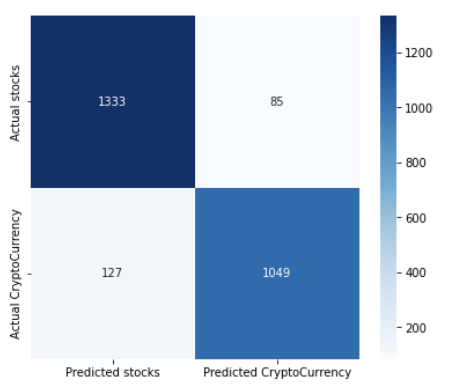 Actual stocks
1333
85
Actual CryptoCurrency
127
1049
Predicted stocks
Predicted CryptoCurrency
1200
1000
800
600
400
200